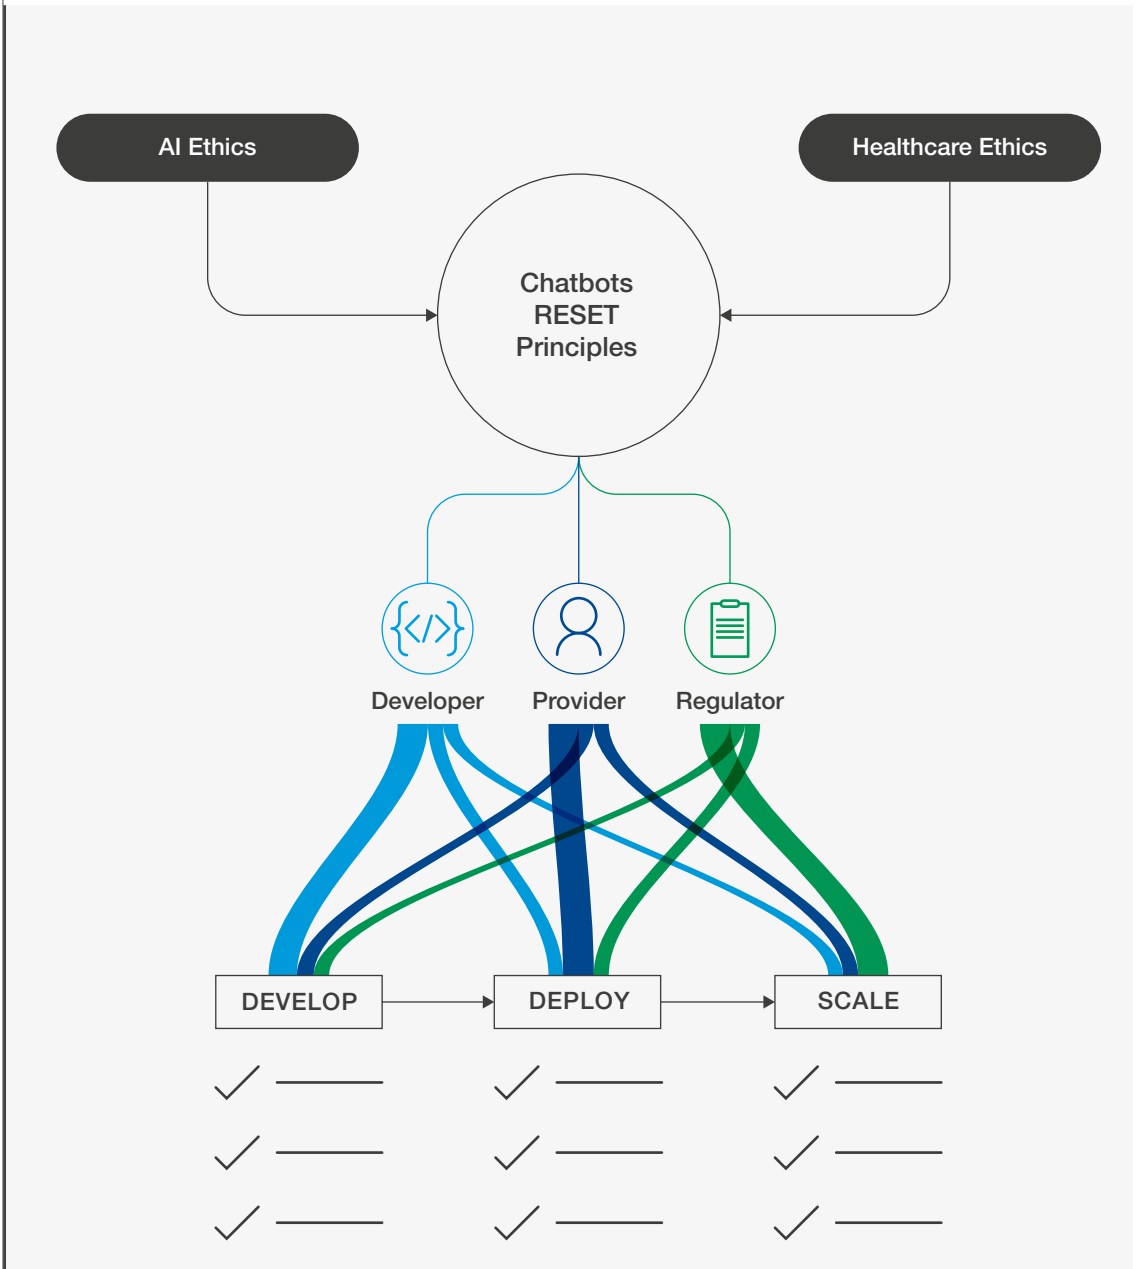 AI Ethics
Healthcare Ethics
Chatbots
RESET
Principles
Developer
Provider
Regulator
DEVELOP
DEPLOY
SCALE